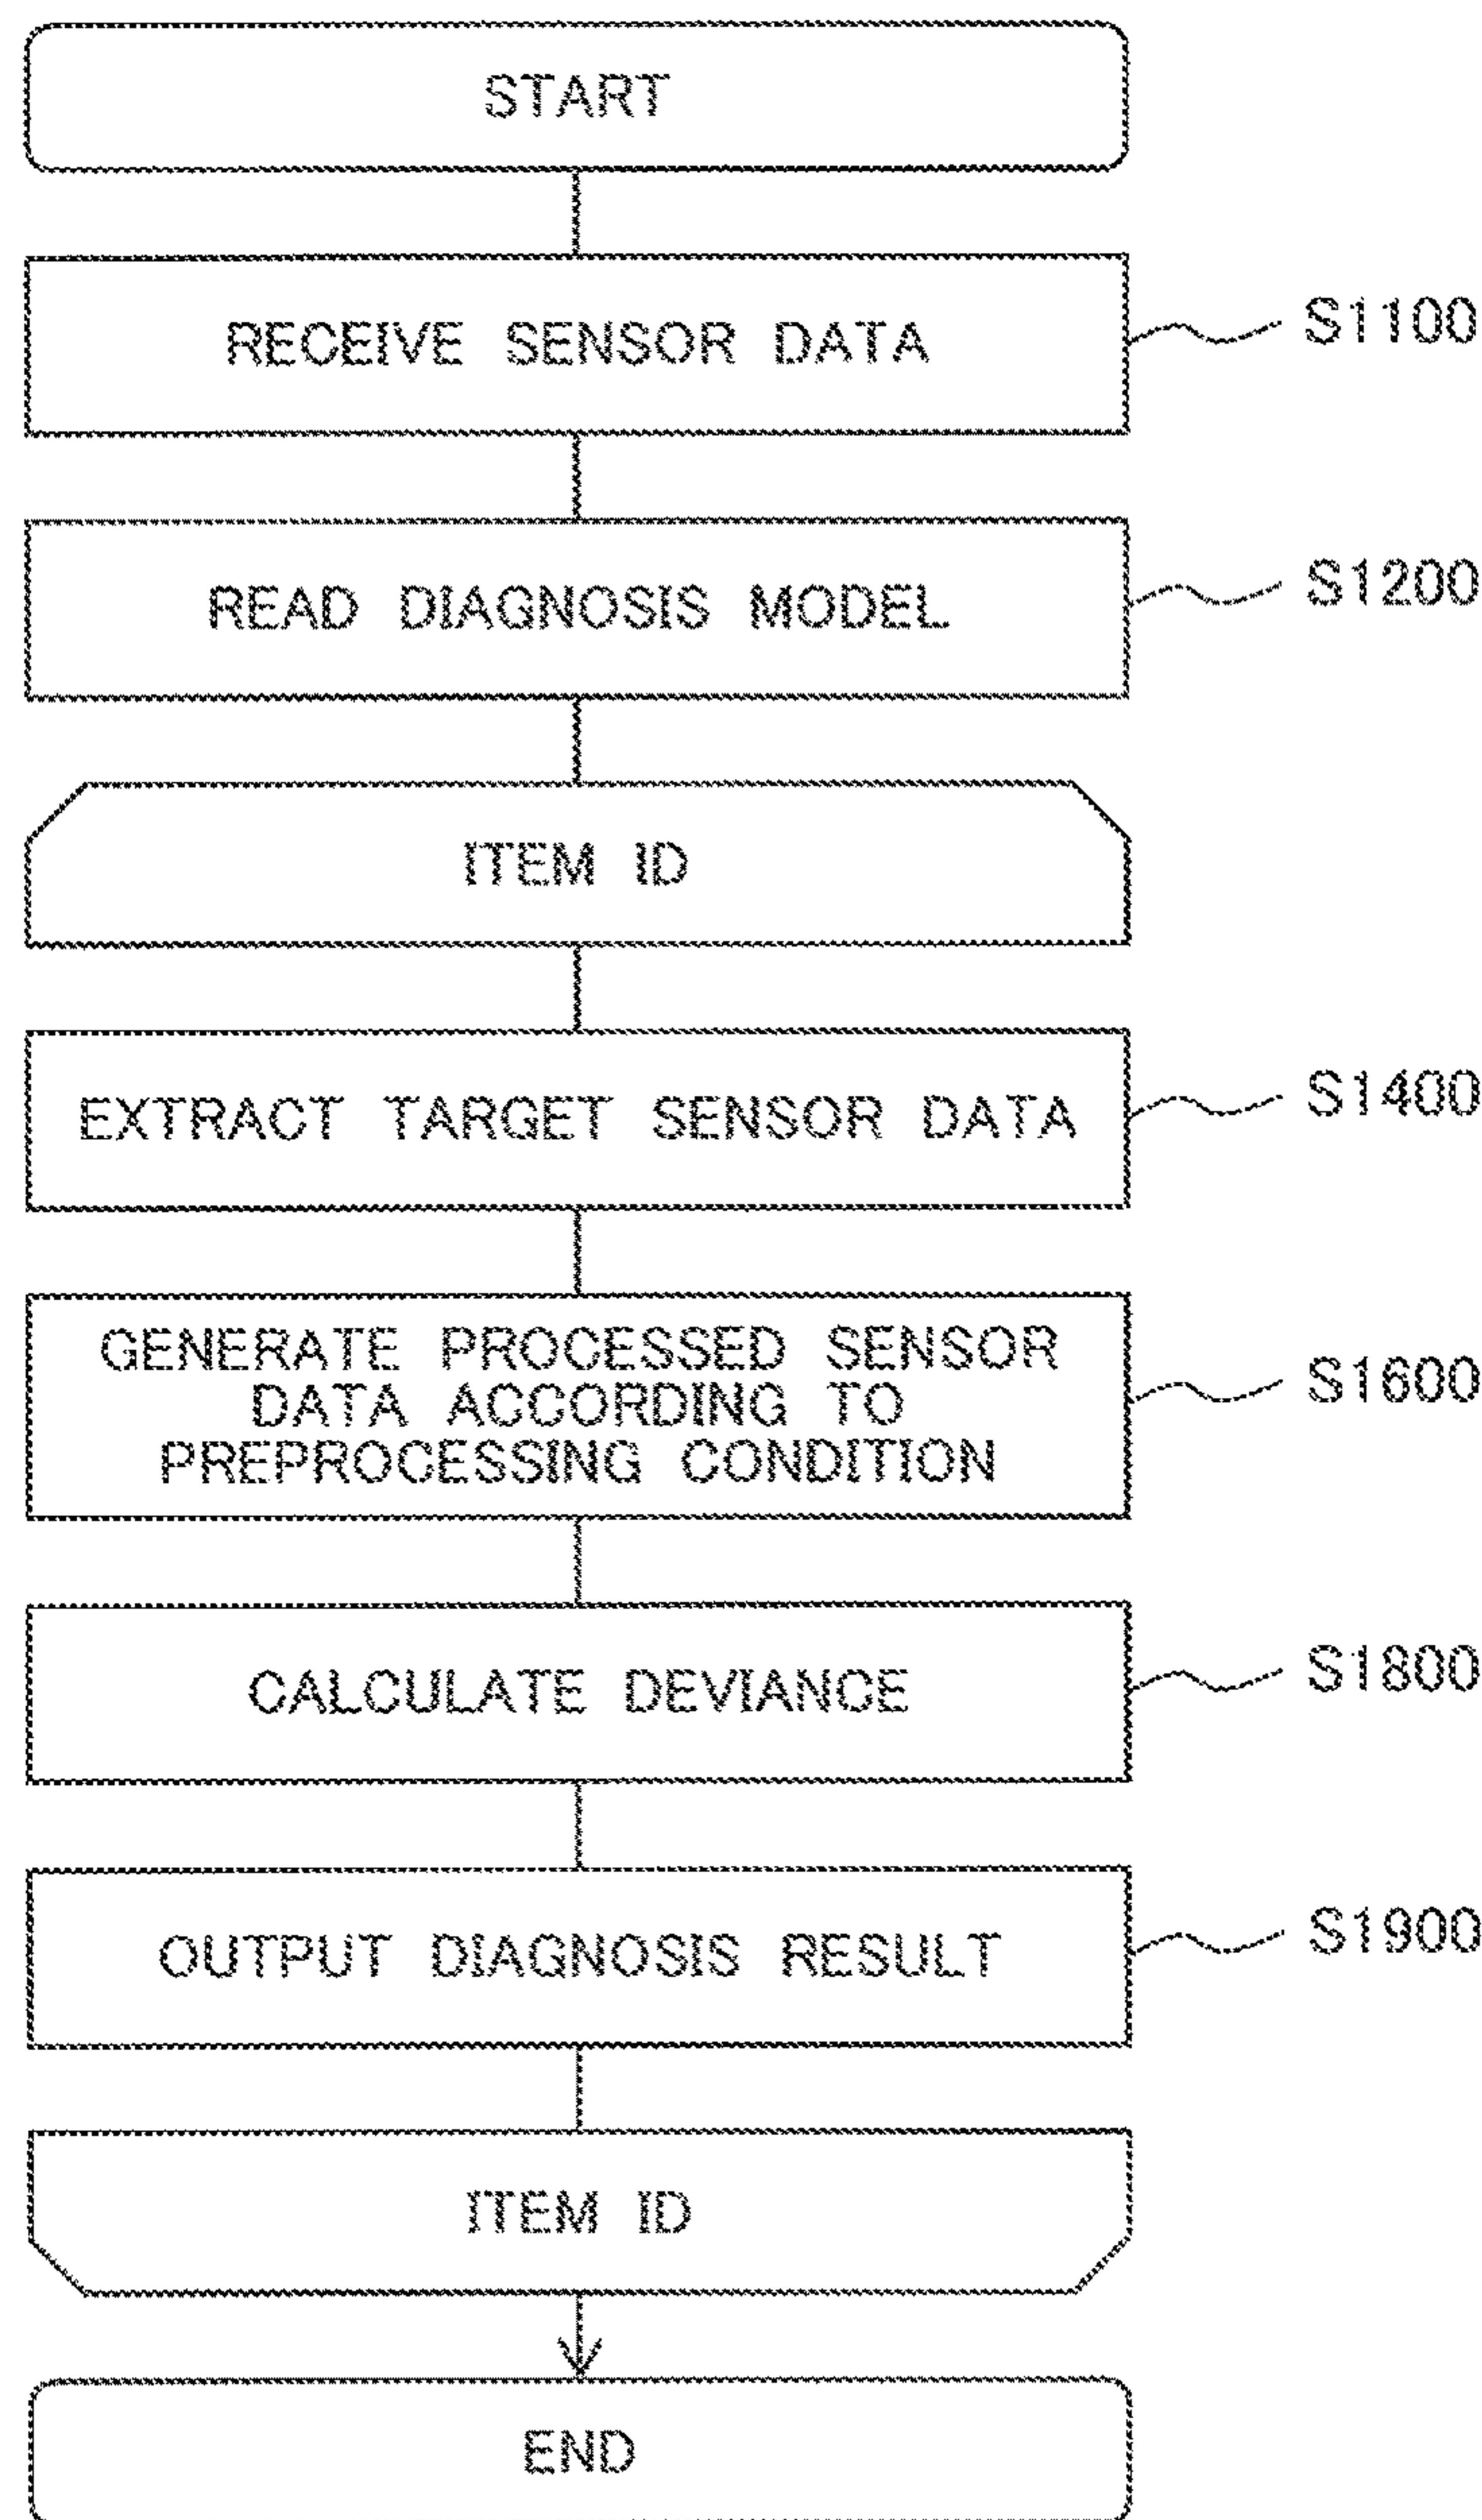 START
RECEIVE SENSOR DATA
S1100
READ DIAGNOSIS MODEL
S1200
ITEM ID
EXTRACT TARGET SENSOR DATA
S1400
GENERATE PROCESSED SENSOR
DATA ACCORDING TO
PREPROCESSING CONDITION
S1600
CALCULATE DEVIANCE
S1800
OUTPUT DIAGNOSIS RESULT
S1900
ITEM ID
END